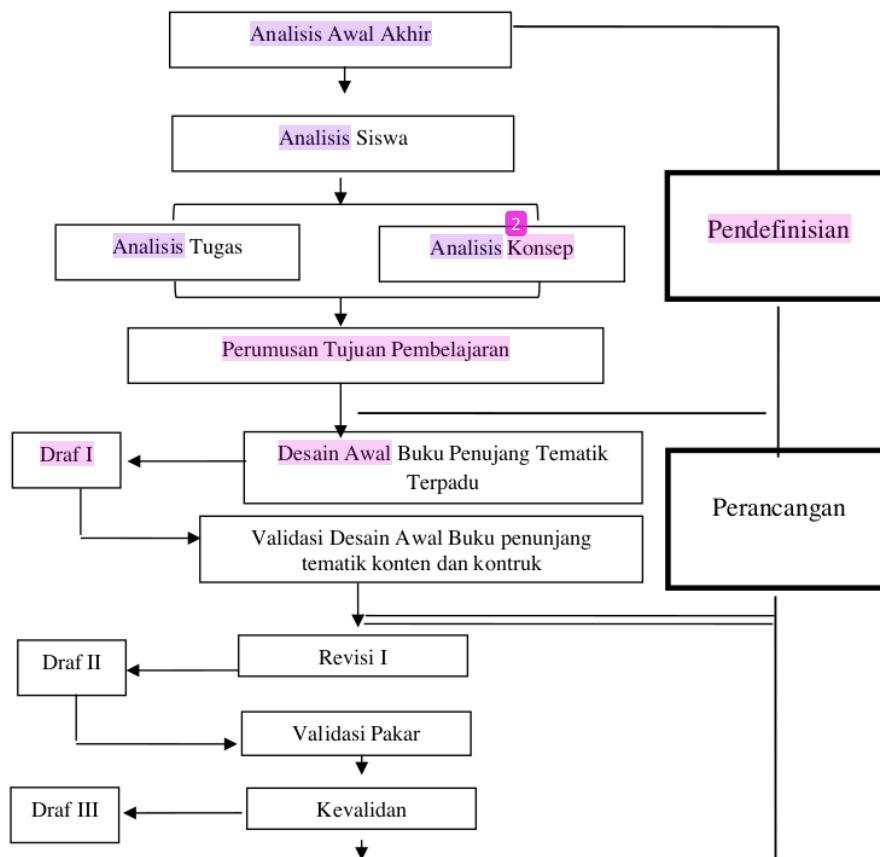 Analisis Awal Akhir
Analisis Siswa
2
Pendefinisian
Analisis Tugas
Analisis Konsep
Perumusan Tujuan Pembelajaran
Draf I
Desain Awal Buku Penujang Tematik
Terpadu
Perancangan
Validasi Desain Awal Buku penunjang
tematik konten dan kontruk
Draf II
Revisi I
Validasi Pakar
Draf III
Kevalidan